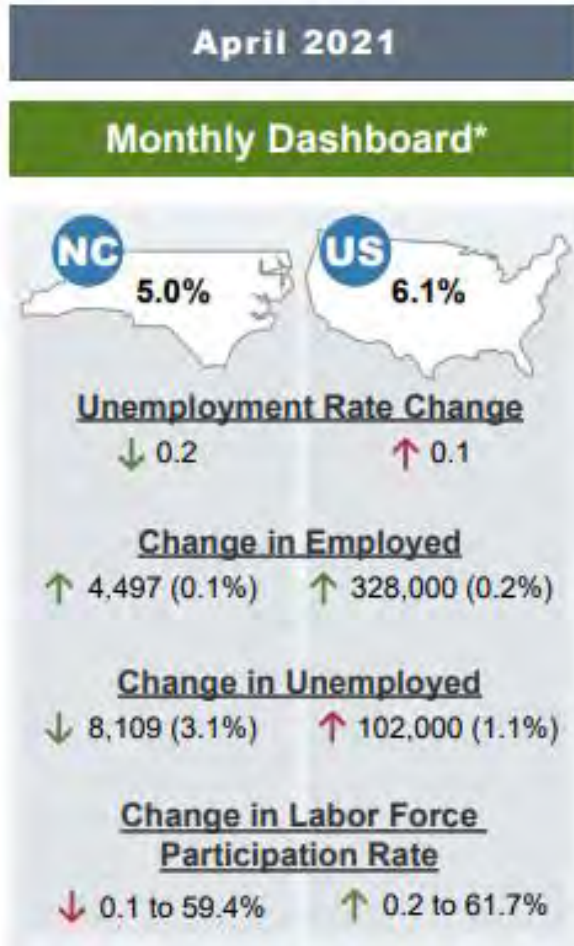 April 2021
Monthly Dashboard*
NC US
5.0% 6.1%
Unemployment Rate Change
↓ 0.2 ↑ 0.1
Change in Employed
↑ 4,497 (0.1%) ↑ 328,000 (0.2%)
Change in Unemployed
↓ 8,109 (3.1%) ↑ 102,000 (1.1%)
Change in Labor Force
Participation Rate
↓ 0.1 to 59.4% ↑ 0.2 to 61.7%